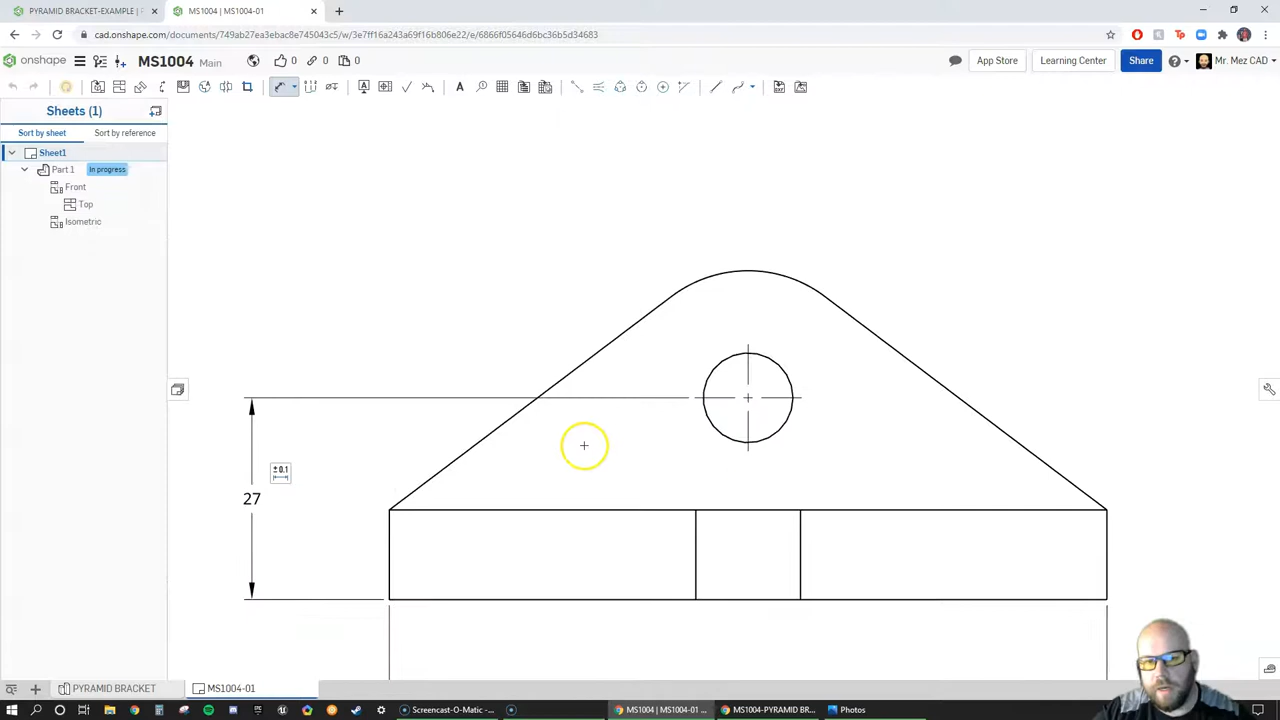 PYRAMID BRACKET-EXAMPLE | P
MS1004 | MS1004-01
cad.onshape.com/documents/749ab27ea3ebac8e745043c5/w/3e7ff16a243a69f16b806e22/e/6866f05646d6bc36b5d34683
onshape
MS1004 Main
0
0
0
App Store
Learning Center
Share
Mr. Mez CAD
Sheets (1)
Sort by sheet
Sort by reference
Sheet1
Part 1 In progress
Front
Top
Isometric
± 0.1
27
PYRAMID BRACKET
MS1004-01
Screencast-O-Matic -...
MS1004 | MS1004-01 ...
MS1004-PYRAMID BR...
Photos